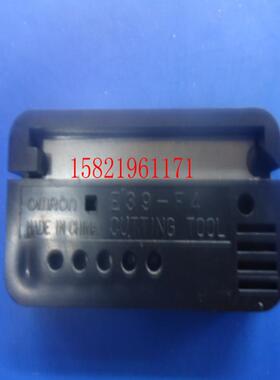 15821961171
OMRON E39-F4
MADE IN CHINA CUTTING TOOL